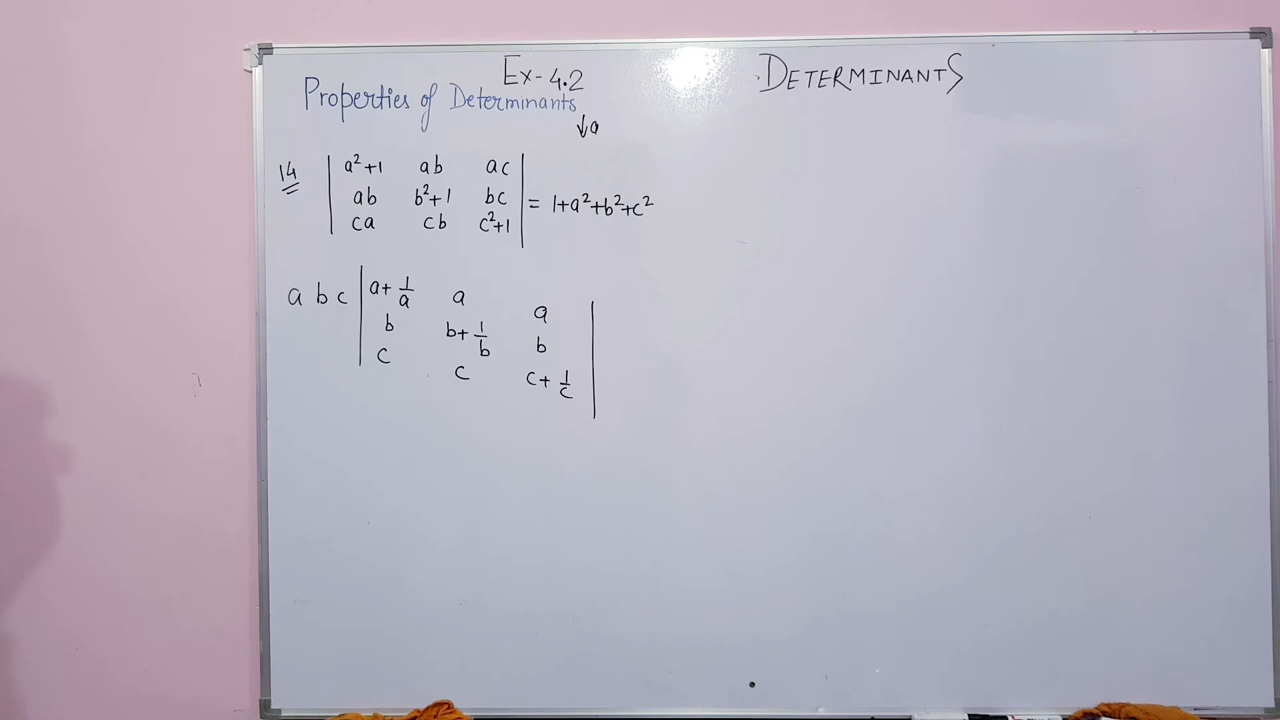 Ex-4.2
DETERMINANTS
Properties of Determinants
↓a
14 | a²+1 ab ac |
| ab b²+1 bc | = 1+a²+b²+c²
| ca cb c²+1 |
a b c | a+1/a a a |
| b b+1/b b |
| c c c+1/c |